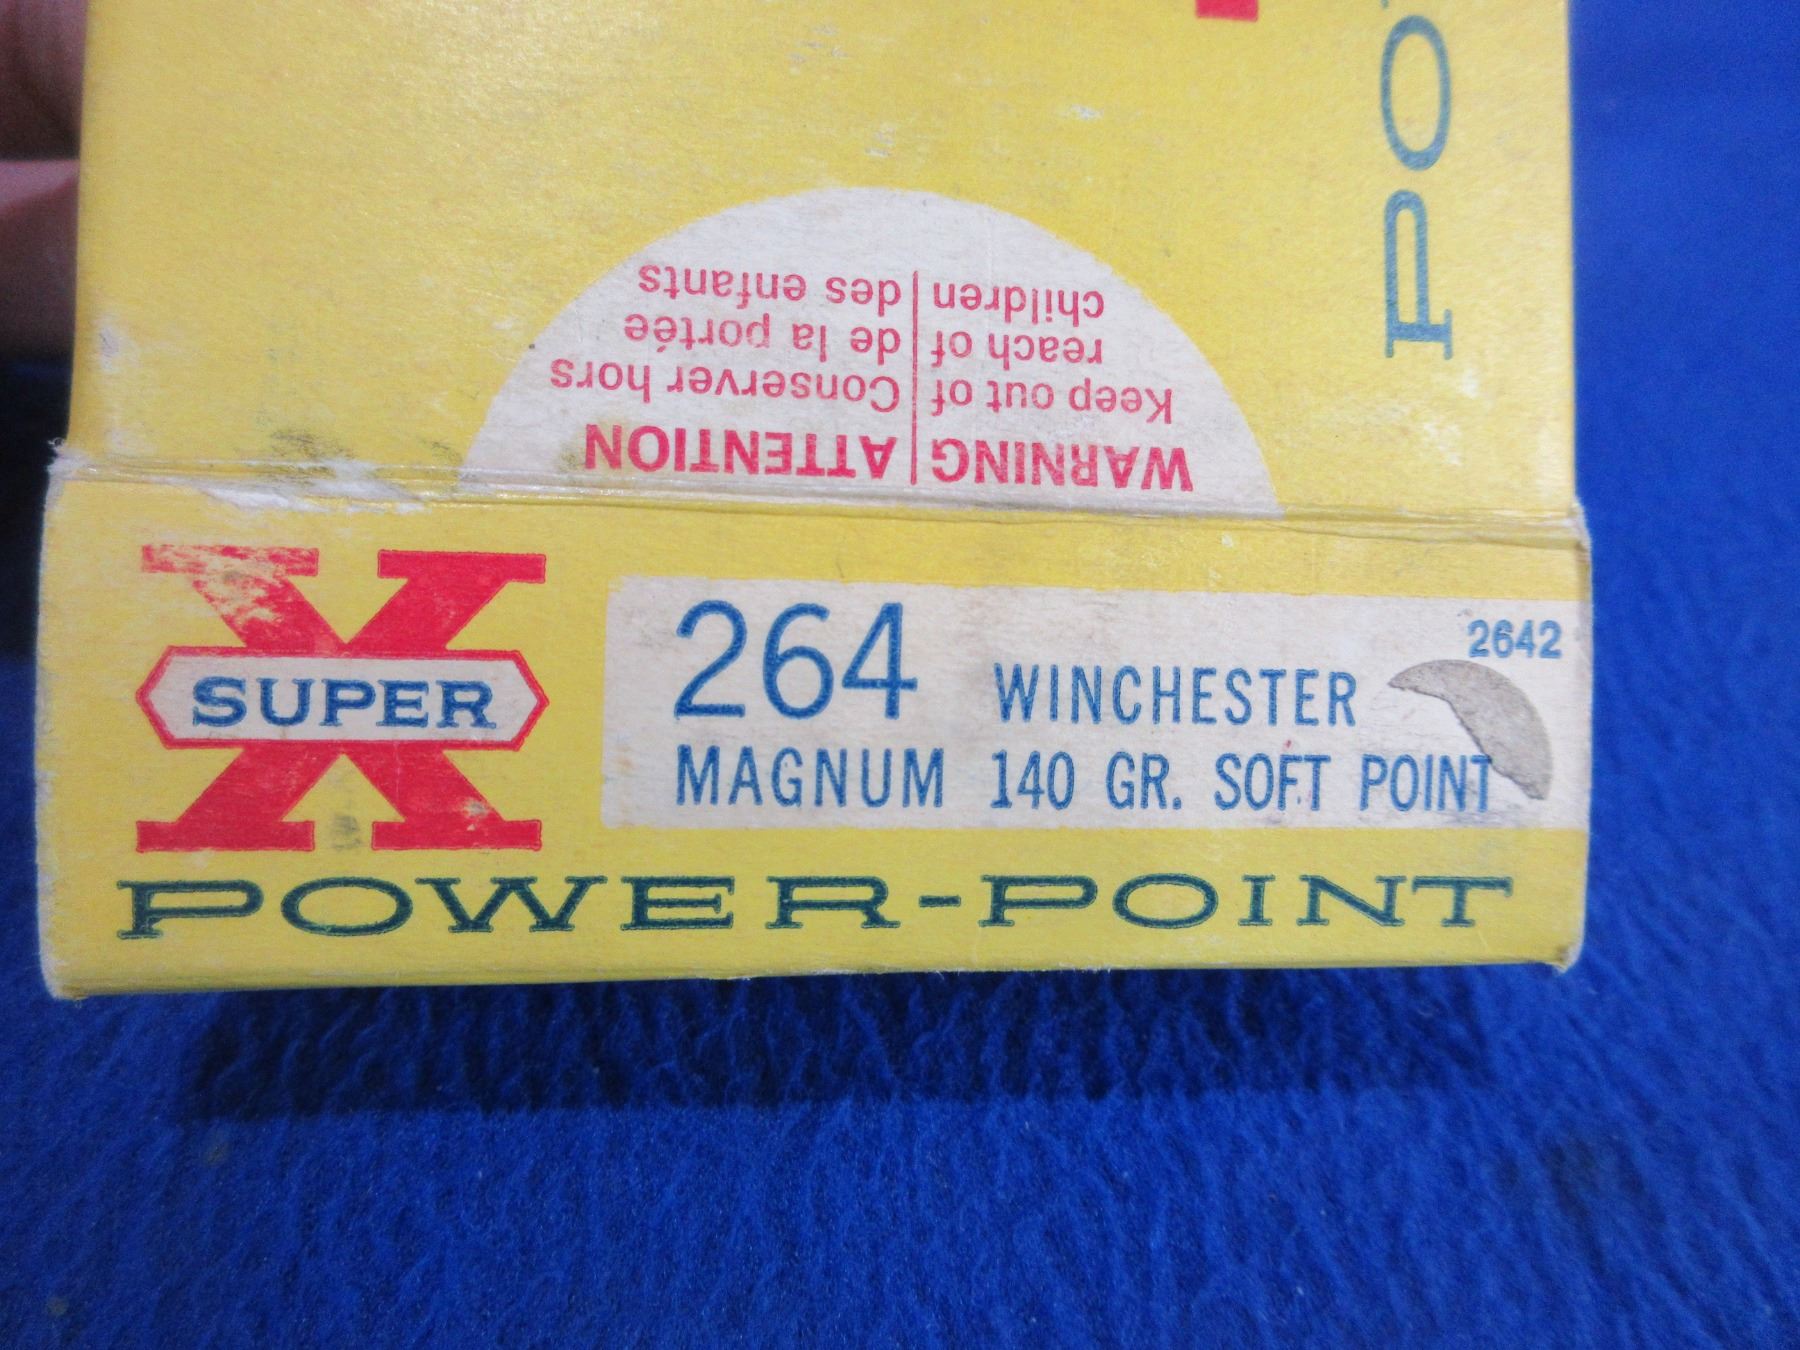 PO
WARNING
Keep out of
reach of
children
ATTENTION
Conserver hors
de la portée
des enfants
X
SUPER
2642
264 WINCHESTER
MAGNUM 140 GR. SOFT POINT
POWER-POINT